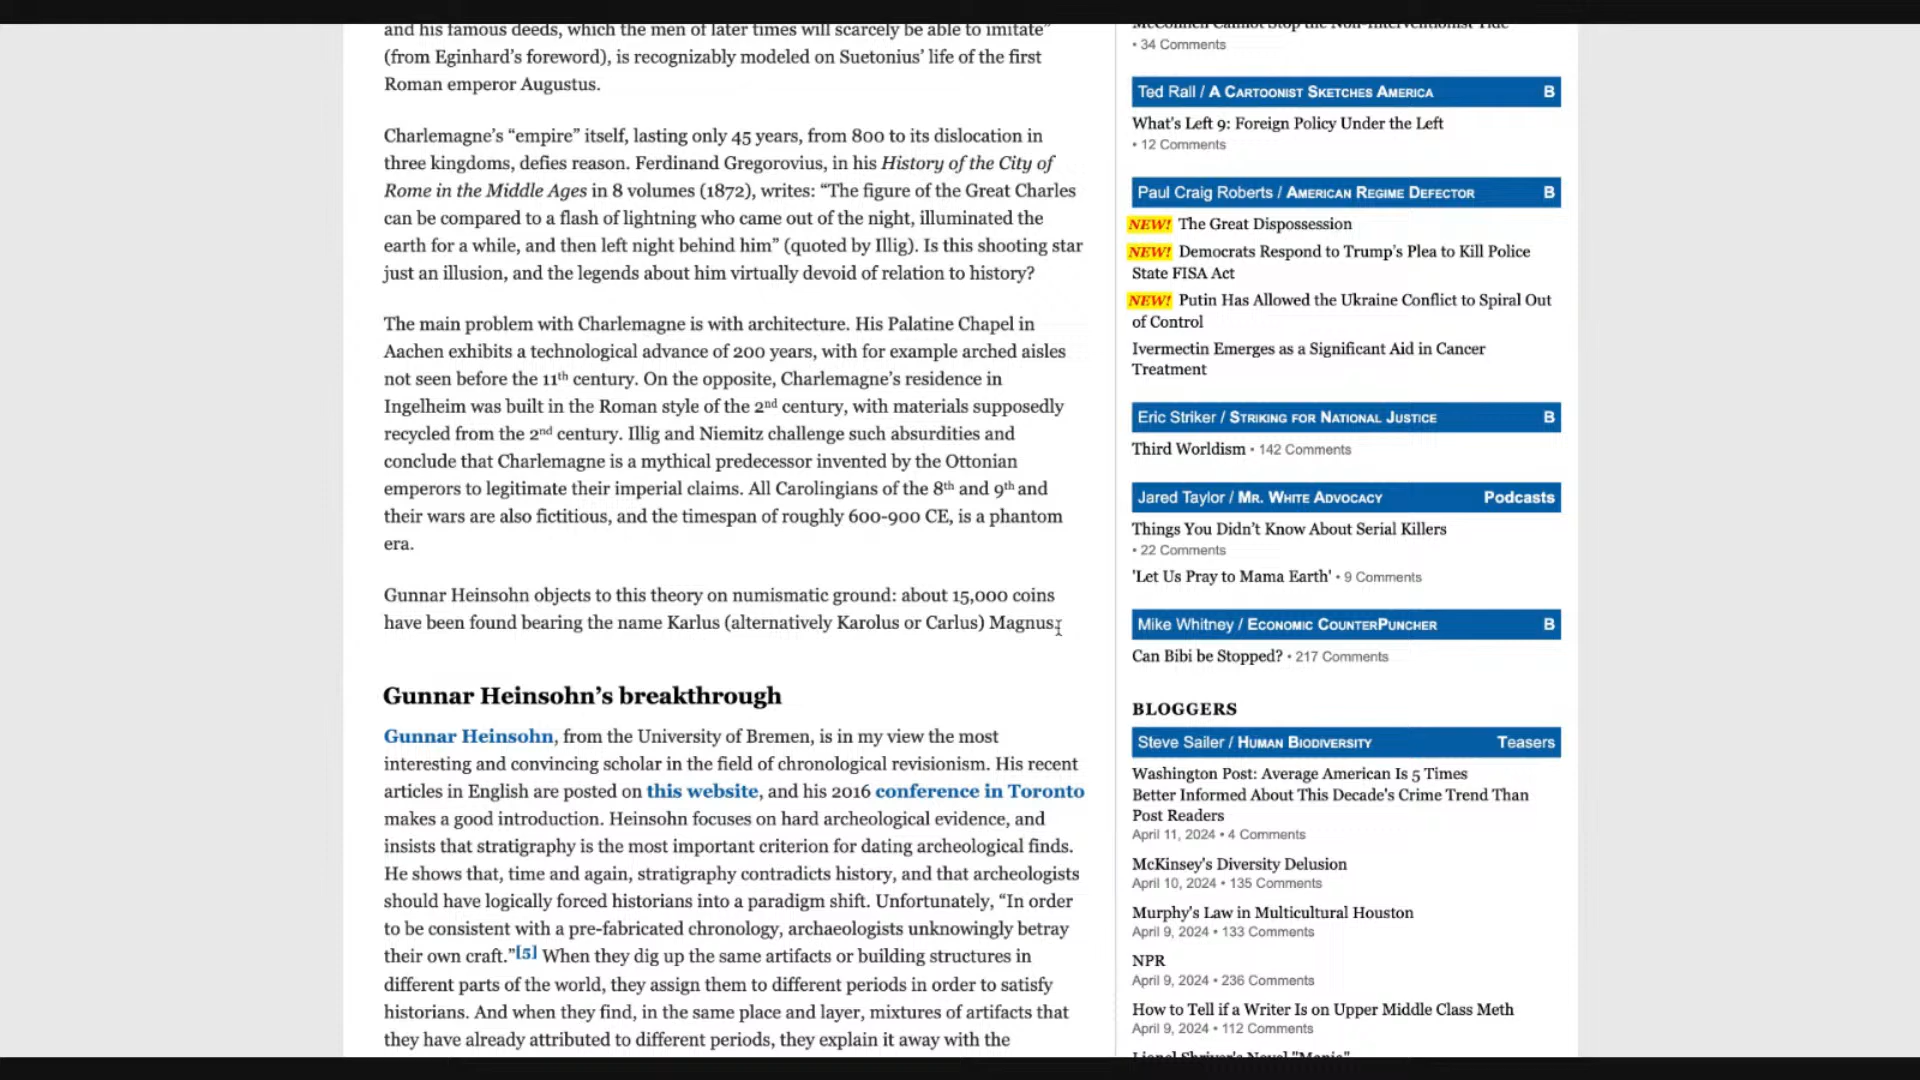 and his famous deeds, which the men of later times will scarcely be able to imitate”
(from Eginhard’s foreword), is recognizably modeled on Suetonius’ life of the first
Roman emperor Augustus.
Charlemagne’s “empire” itself, lasting only 45 years, from 800 to its dislocation in
three kingdoms, defies reason. Ferdinand Gregorovius, in his History of the City of
Rome in the Middle Ages in 8 volumes (1872), writes: “The figure of the Great Charles
can be compared to a flash of lightning who came out of the night, illuminated the
earth for a while, and then left night behind him” (quoted by Illig). Is this shooting star
just an illusion, and the legends about him virtually devoid of relation to history?
The main problem with Charlemagne is with architecture. His Palatine Chapel in
Aachen exhibits a technological advance of 200 years, with for example arched aisles
not seen before the 11th century. On the opposite, Charlemagne’s residence in
Ingelheim was built in the Roman style of the 2nd century, with materials supposedly
recycled from the 2nd century. Illig and Niemitz challenge such absurdities and
conclude that Charlemagne is a mythical predecessor invented by the Ottonian
emperors to legitimate their imperial claims. All Carolingians of the 8th and 9th and
their wars are also fictitious, and the timespan of roughly 600-900 CE, is a phantom
era.
Gunnar Heinsohn objects to this theory on numismatic ground: about 15,000 coins
have been found bearing the name Karlus (alternatively Karolus or Carlus) Magnus.
Gunnar Heinsohn’s breakthrough
Gunnar Heinsohn, from the University of Bremen, is in my view the most
interesting and convincing scholar in the field of chronological revisionism. His recent
articles in English are posted on this website, and his 2016 conference in Toronto
makes a good introduction. Heinsohn focuses on hard archeological evidence, and
insists that stratigraphy is the most important criterion for dating archeological finds.
He shows that, time and again, stratigraphy contradicts history, and that archeologists
should have logically forced historians into a paradigm shift. Unfortunately, “In order
to be consistent with a pre-fabricated chronology, archaeologists unknowingly betray
their own craft.”[5] When they dig up the same artifacts or building structures in
different parts of the world, they assign them to different periods in order to satisfy
historians. And when they find, in the same place and layer, mixtures of artifacts that
they have already attributed to different periods, they explain it away with the
McConnell Cannot Stop the Non-Interventionist Tide
• 34 Comments
Ted Rall / A Cartoonist Sketches America B
What's Left 9: Foreign Policy Under the Left
• 12 Comments
Paul Craig Roberts / American Regime Defector B
NEW! The Great Dispossession
NEW! Democrats Respond to Trump’s Plea to Kill Police
State FISA Act
NEW! Putin Has Allowed the Ukraine Conflict to Spiral Out
of Control
Ivermectin Emerges as a Significant Aid in Cancer
Treatment
Eric Striker / Striking for National Justice B
Third Worldism • 142 Comments
Jared Taylor / Mr. White Advocacy Podcasts
Things You Didn’t Know About Serial Killers
• 22 Comments
'Let Us Pray to Mama Earth' • 9 Comments
Mike Whitney / Economic CounterPuncher B
Can Bibi be Stopped? • 217 Comments
BLOGGERS
Steve Sailer / Human Biodiversity Teasers
Washington Post: Average American Is 5 Times
Better Informed About This Decade's Crime Trend Than
Post Readers
April 11, 2024 • 4 Comments
McKinsey's Diversity Delusion
April 10, 2024 • 135 Comments
Murphy's Law in Multicultural Houston
April 9, 2024 • 133 Comments
NPR
April 9, 2024 • 236 Comments
How to Tell if a Writer Is on Upper Middle Class Meth
April 9, 2024 • 112 Comments
Lionel Shriver's Novel "Mania"